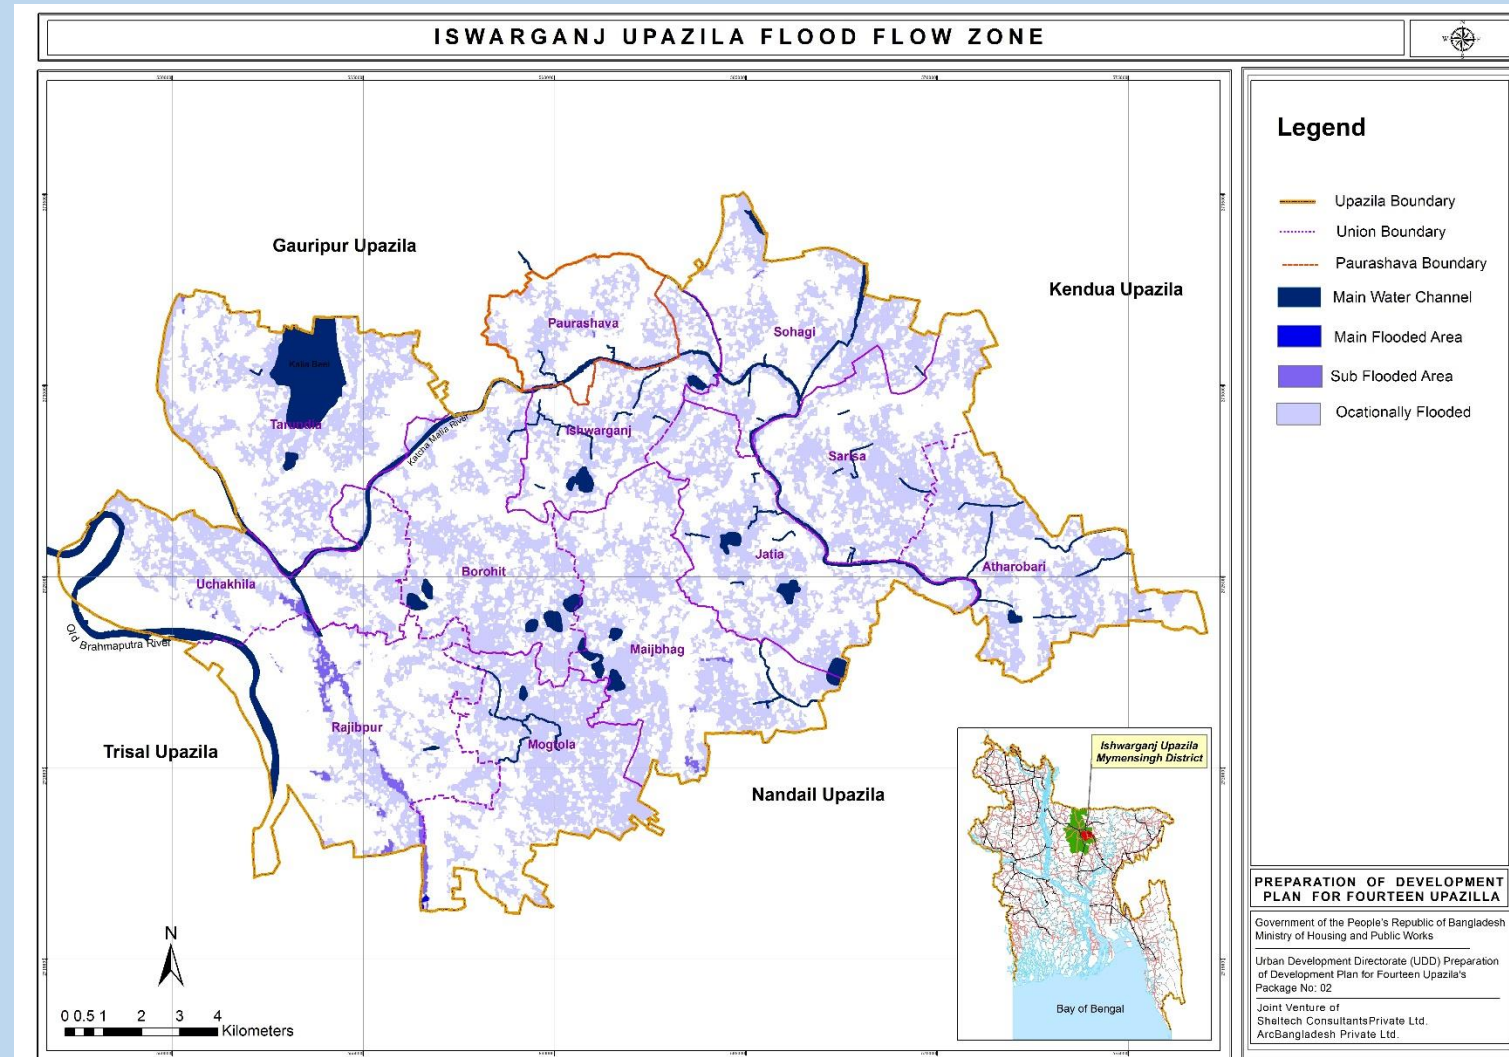 ISWARGANJ UPAZILA FLOOD FLOW ZONE
N
W
Legend
Upazila Boundary
Union Boundary
Paurashava Boundary
Main Water Channel
Main Flooded Area
Sub Flooded Area
Ocationally Flooded
Gauripur Upazila
Kendua Upazila
Paurashava
Sohagi
Kalia Beel
Tarundia
Katcha Matia River
Ishwarganj
Sarisa
Jatia
Atharobari
Borohit
Uchakhila
Old Brahmaputra River
Maijbhag
Rajibpur
Mogtola
Trisal Upazila
Nandail Upazila
Ishwarganj Upazila
Mymensingh District
Bay of Bengal
N
0 0.5 1 2 3 4
Kilometers
PREPARATION OF DEVELOPMENT
PLAN FOR FOURTEEN UPAZILLA
Government of the People's Republic of Bangladesh
Ministry of Housing and Public Works
Urban Development Directorate (UDD) Preparation
of Development Plan for Fourteen Upazila's
Package No: 02
Joint Venture of
Sheltech ConsultantsPrivate Ltd.
ArcBangladesh Private Ltd.